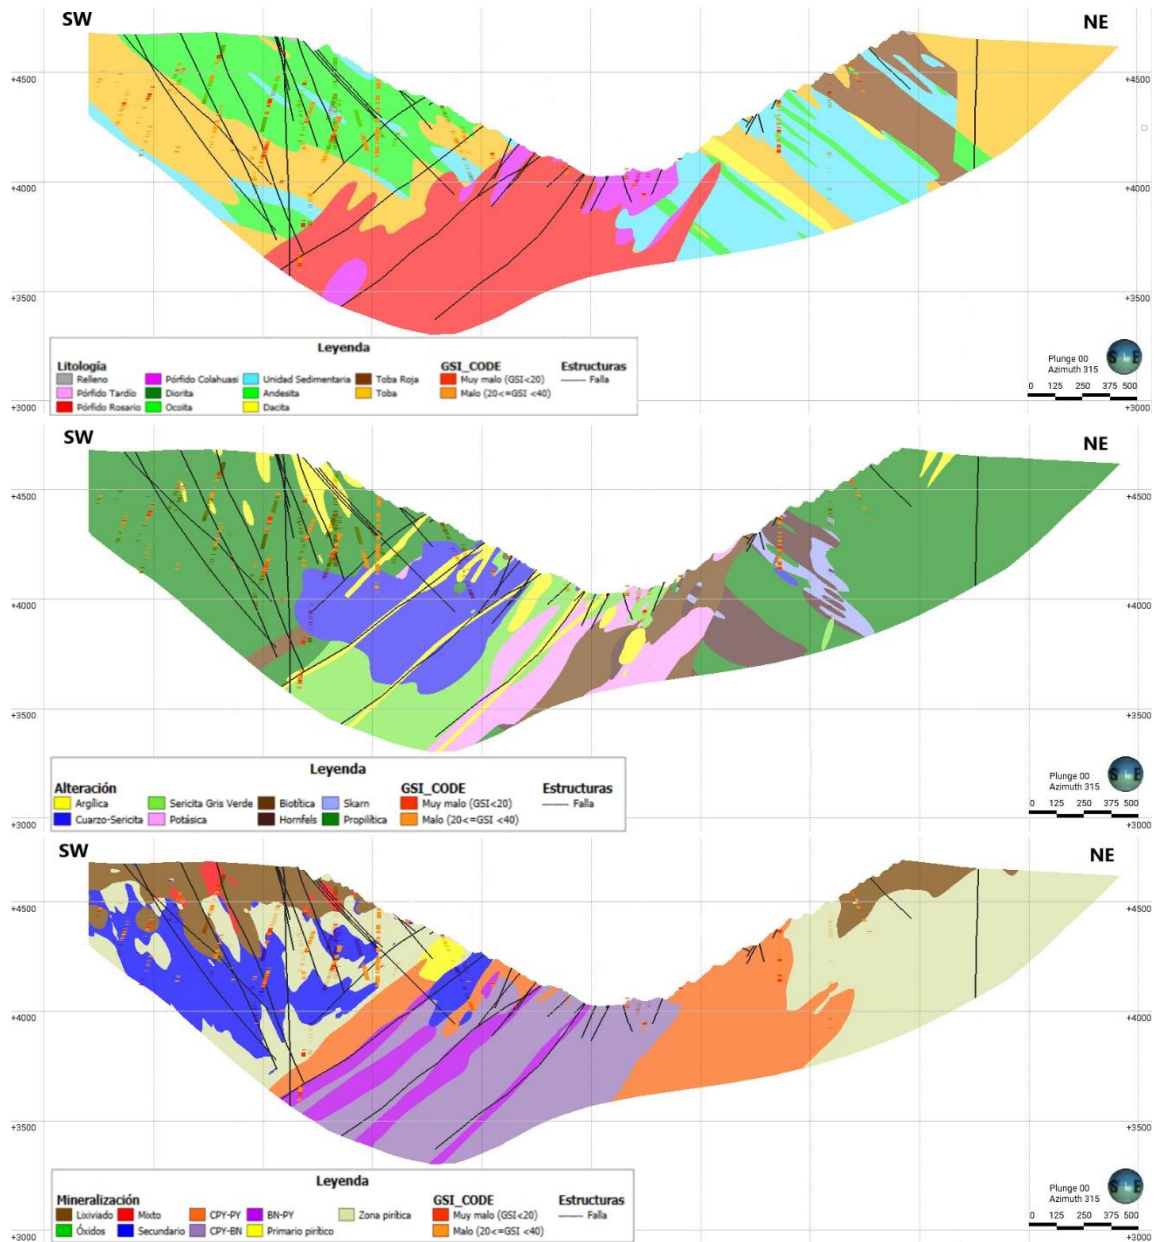 SW NE
+4500 +4500
+4000 +4000
+3500 +3500
+3000 +3000
Leyenda
Litología GSI_CODE Estructuras
Relleno Pórfido Colahuasi Unidad Sedimentaria Toba Roja Muy malo (GSI<20) Falla
Pórfido Tardío Diorita Andesita Toba Malo (20<=GSI <40)
Pórfido Rosario Ocoita Dacita
Plunge 00
Azimuth 315
0 125 250 375 500
SW NE
+4500 +4500
+4000 +4000
+3500 +3500
+3000 +3000
Leyenda
Alteración GSI_CODE Estructuras
Argílica Sericita Gris Verde Biotítica Skarn Muy malo (GSI<20) Falla
Cuarzo-Sericita Potásica Hornfels Propilítica Malo (20<=GSI <40)
Plunge 00
Azimuth 315
0 125 250 375 500
SW NE
+4500 +4500
+4000 +4000
+3500 +3500
+3000 +3000
Leyenda
Mineralización GSI_CODE Estructuras
Lixiviado Mixto CPY-PY BN-PY Zona pirítica Muy malo (GSI<20) Falla
Óxidos Secundario CPY-BN Primario pirítico Malo (20<=GSI <40)
Plunge 00
Azimuth 315
0 125 250 375 500